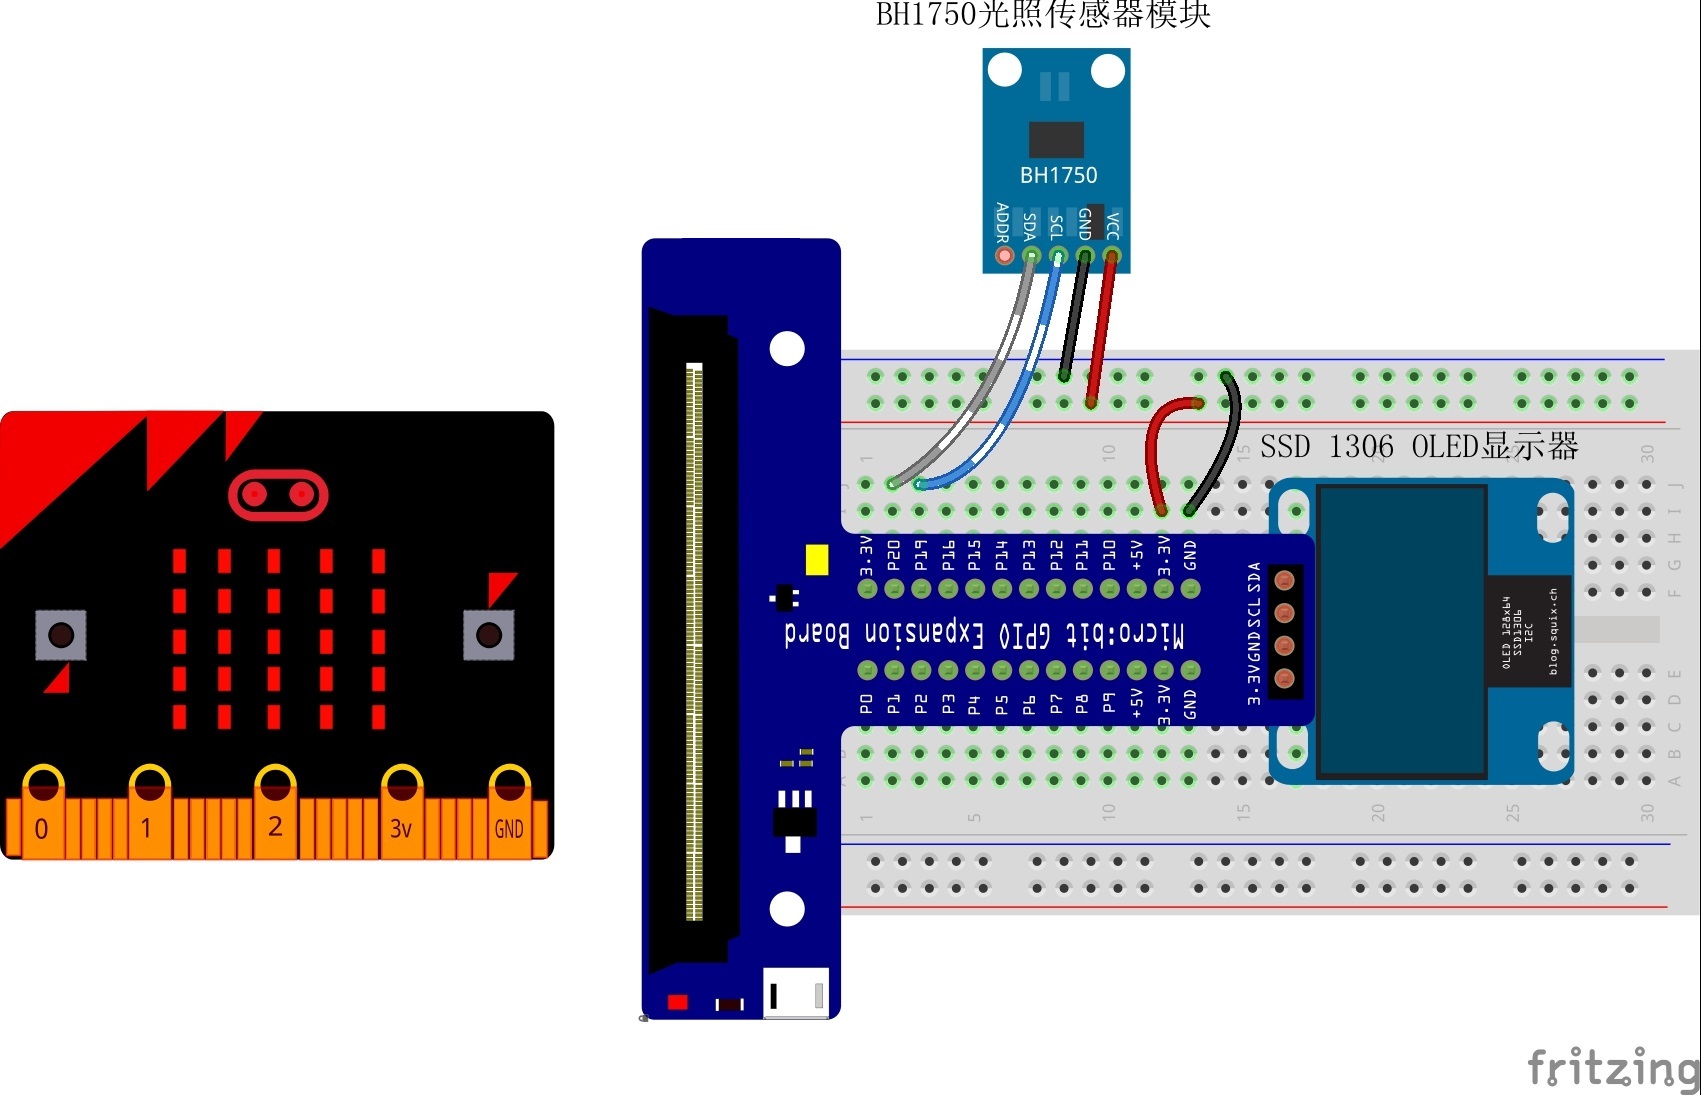 BH1750光照传感器模块
BH1750
ADDR
SDA
SCL
GND
VCC
1
10
15
30
J
I
H
G
F
SSD 1306 OLED显示器
3.3V
P20
P19
P16
P15
P14
P13
P12
P11
P10
+5V
3.3V
GND
Micro:bit GPIO Expansion Board
3.3V GND SCL SDA
P0
P1
P2
P3
P4
P5
P6
P7
P8
P9
+5V
3.3V
GND
OLED 128x64
SSD1306
I2C
blog.squix.ch
E
D
C
B
A
1
5
10
15
20
25
30
0
1
2
3v
GND
fritzing